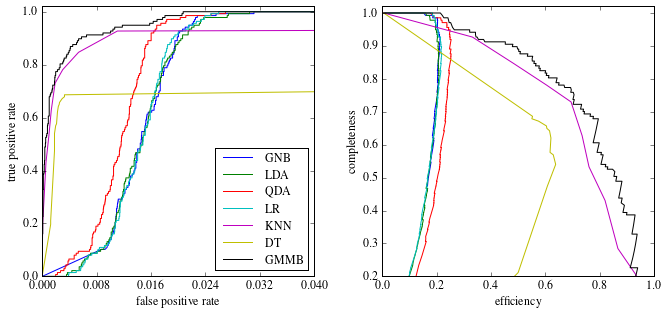 true positive rate
1.0
0.8
0.6
0.4
0.2
0.0
0.000
0.008
0.016
0.024
0.032
0.040
false positive rate
GNB
LDA
QDA
LR
KNN
DT
GMMB
completeness
1.0
0.9
0.8
0.7
0.6
0.5
0.4
0.3
0.2
0.0
0.2
0.4
0.6
0.8
1.0
efficiency